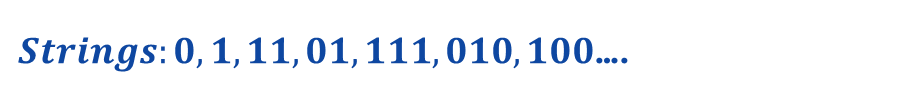 Strings: 0, 1, 11, 01, 111, 010, 100....